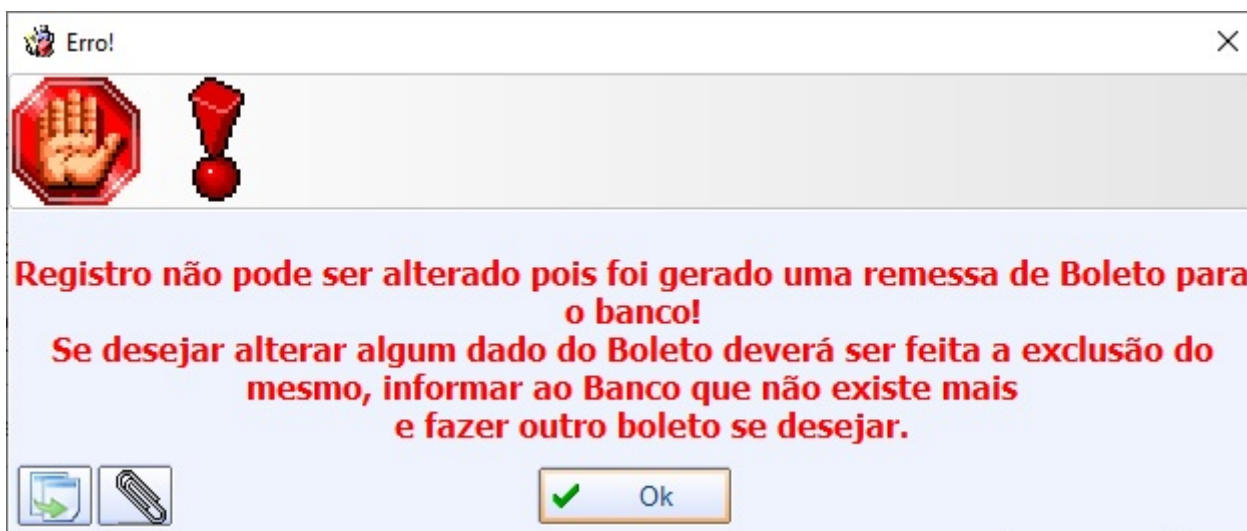 Erro!
Registro não pode ser alterado pois foi gerado uma remessa de Boleto para
o banco!
Se desejar alterar algum dado do Boleto deverá ser feita a exclusão do
mesmo, informar ao Banco que não existe mais
e fazer outro boleto se desejar.
Ok